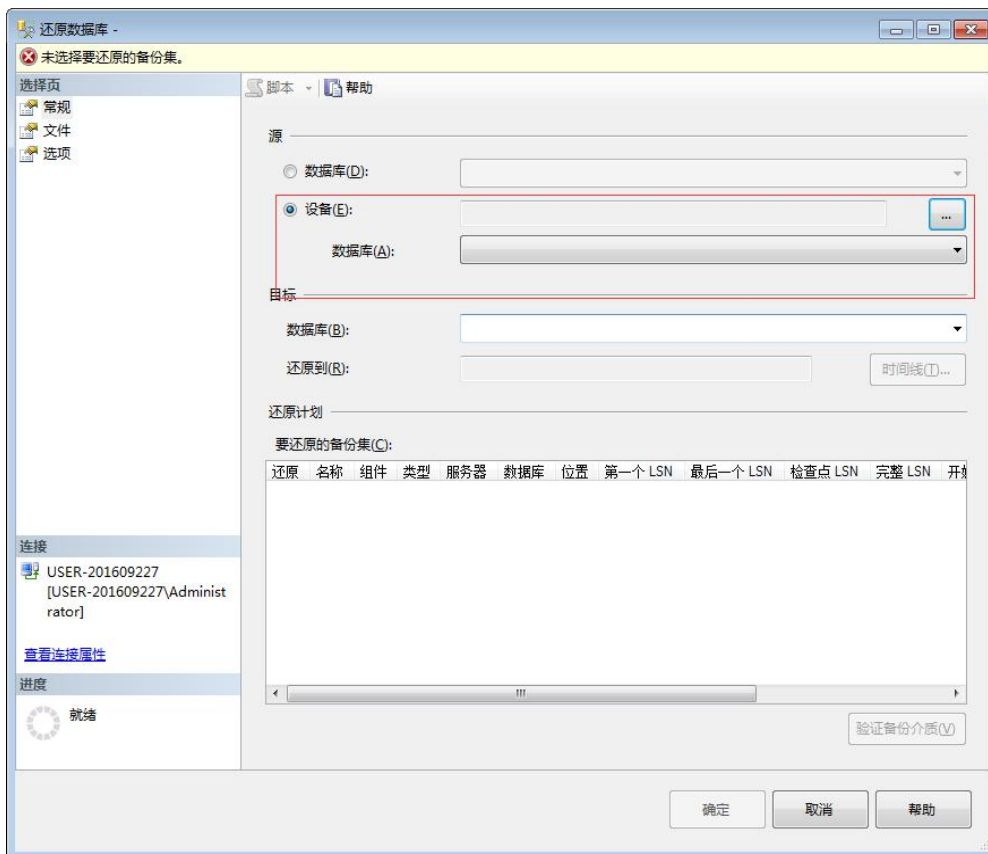 还原数据库 -
未选择要还原的备份集。
选择页
常规
文件
选项
脚本
帮助
源
数据库(D):
设备(E):
...
数据库(A):
目标
数据库(B):
还原到(R):
时间线(T)...
还原计划
要还原的备份集(C):
还原 名称 组件 类型 服务器 数据库 位置 第一个 LSN 最后一个 LSN 检查点 LSN 完整 LSN
验证备份介质(V)
连接
USER-201609227
[USER-201609227\Administ
rator]
查看连接属性
进度
就绪
确定 取消 帮助